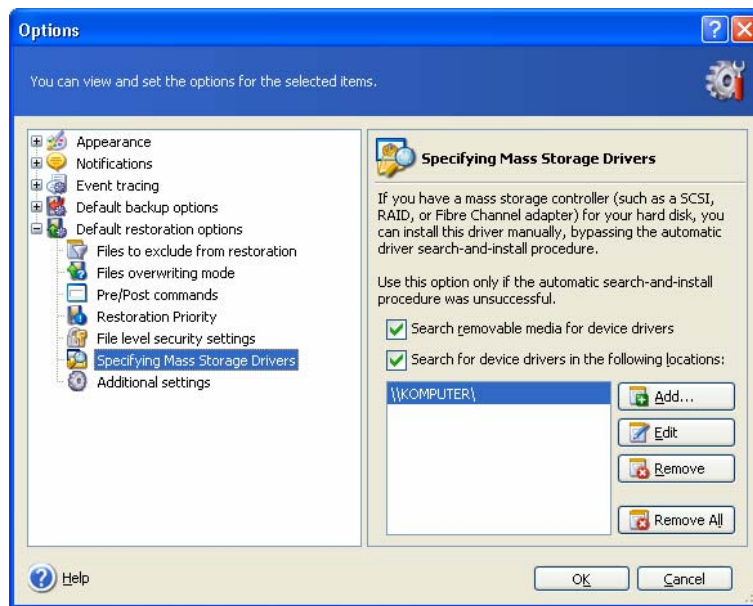 Options
You can view and set the options for the selected items.
Appearance
Notifications
Event tracing
Default backup options
Default restoration options
Files to exclude from restoration
Files overwriting mode
Pre/Post commands
Restoration Priority
File level security settings
Specifying Mass Storage Drivers
Additional settings
Specifying Mass Storage Drivers
If you have a mass storage controller (such as a SCSI,
RAID, or Fibre Channel adapter) for your hard disk, you
can install this driver manually, bypassing the automatic
driver search-and-install procedure.
Use this option only if the automatic search-and-install
procedure was unsuccessful.
Search removable media for device drivers
Search for device drivers in the following locations:
\\KOMPUTER\
Add...
Edit
Remove
Remove All
Help
OK
Cancel